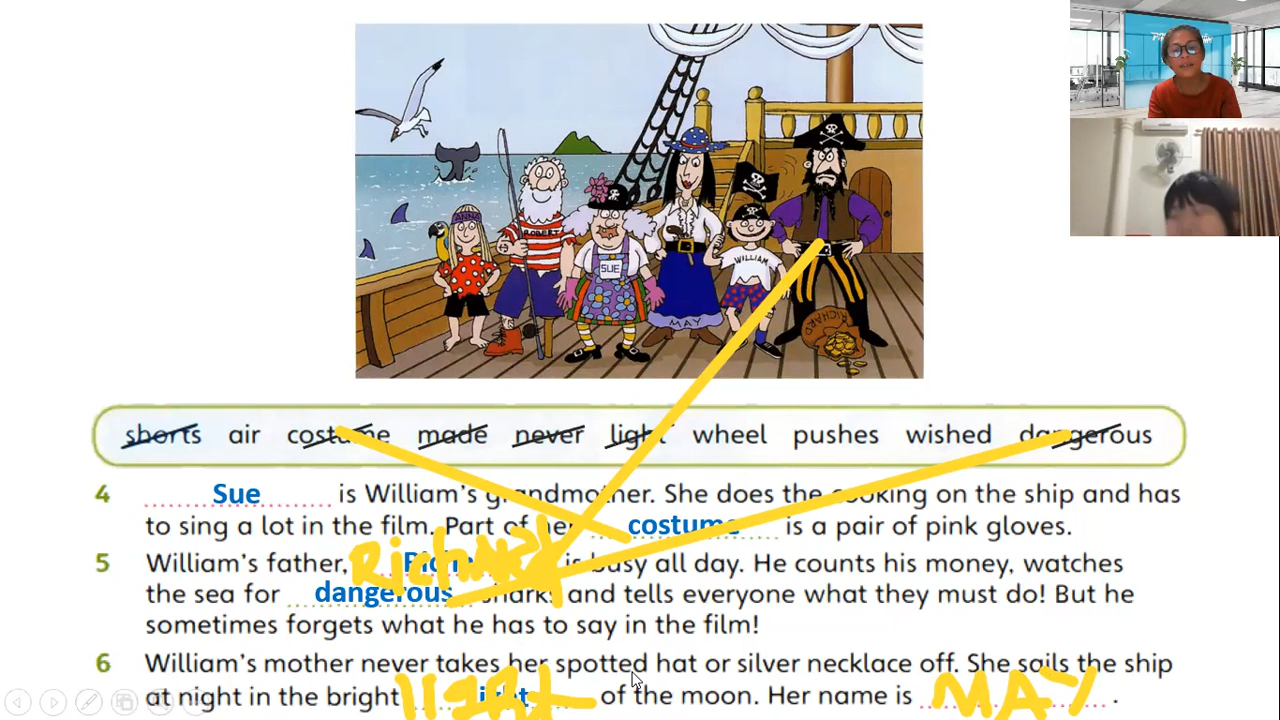 ANNA
ROBERT
SUE
MAY
WILLIAM
RICHARD
shorts air costume made never light wheel pushes wished dangerous
4 Sue is William's grandmother. She does the cooking on the ship and has
to sing a lot in the film. Part of her costume is a pair of pink gloves.
5 William's father, Richard is busy all day. He counts his money, watches
the sea for dangerous sharks and tells everyone what they must do! But he
sometimes forgets what he has to say in the film!
6 William's mother never takes her spotted hat or silver necklace off. She sails the ship
at night in the bright light of the moon. Her name is MAY .